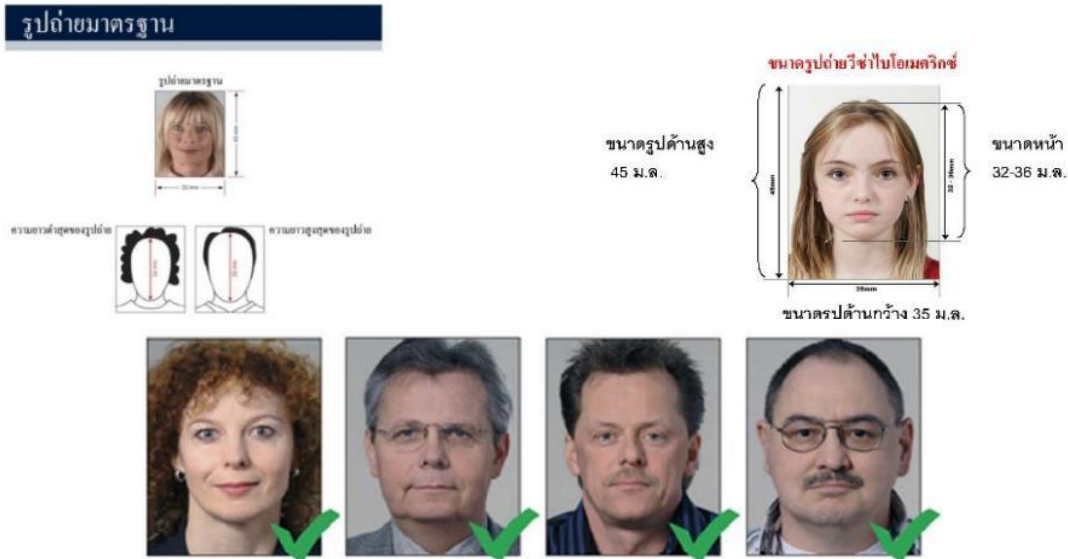 รูปถ่ายมาตรฐาน
รูปถ่ายมาตรฐาน
ความยาวต่ำสุดของรูปถ่าย
ความยาวสูงสุดของรูปถ่าย
ขนาดรูปถ่ายวีซ่าไบโอเมตริกซ์
ขนาดรูปด้านสูง
45 ม.ล.
45mm
32 - 36mm
ขนาดหน้า
32-36 ม.ล.
35mm
ขนาดรูปด้านกว้าง 35 ม.ล.